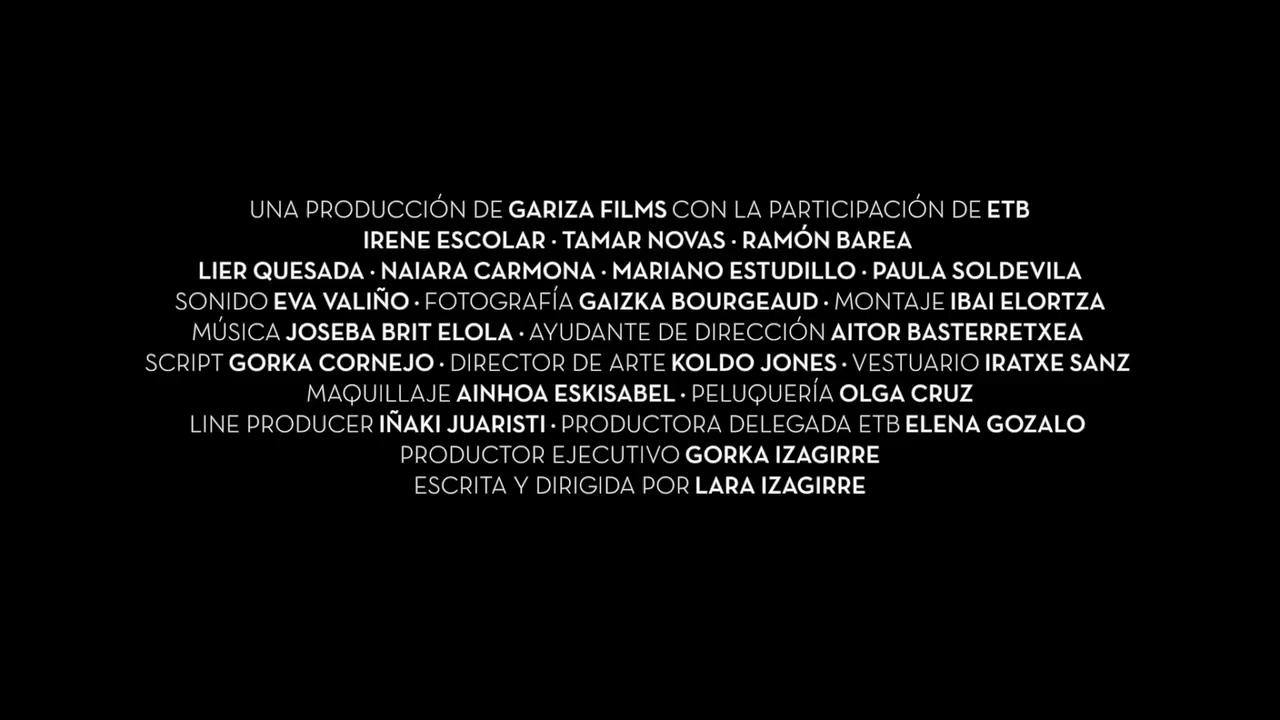 UNA PRODUCCIÓN DE GARIZA FILMS CON LA PARTICIPACIÓN DE ETB
IRENE ESCOLAR · TAMAR NOVAS · RAMÓN BAREA
LIER QUESADA · NAIARA CARMONA · MARIANO ESTUDILLO · PAULA SOLDEVILA
SONIDO EVA VALIÑO · FOTOGRAFÍA GAIZKA BOURGEAUD · MONTAJE IBAI ELORTZA
MÚSICA JOSEBA BRIT ELOLA · AYUDANTE DE DIRECCIÓN AITOR BASTERRETXEA
SCRIPT GORKA CORNEJO · DIRECTOR DE ARTE KOLDO JONES · VESTUARIO IRATXE SANZ
MAQUILLAJE AINHOA ESKISABEL · PELUQUERÍA OLGA CRUZ
LINE PRODUCER IÑAKI JUARISTI · PRODUCTORA DELEGADA ETB ELENA GOZALO
PRODUCTOR EJECUTIVO GORKA IZAGIRRE
ESCRITA Y DIRIGIDA POR LARA IZAGIRRE